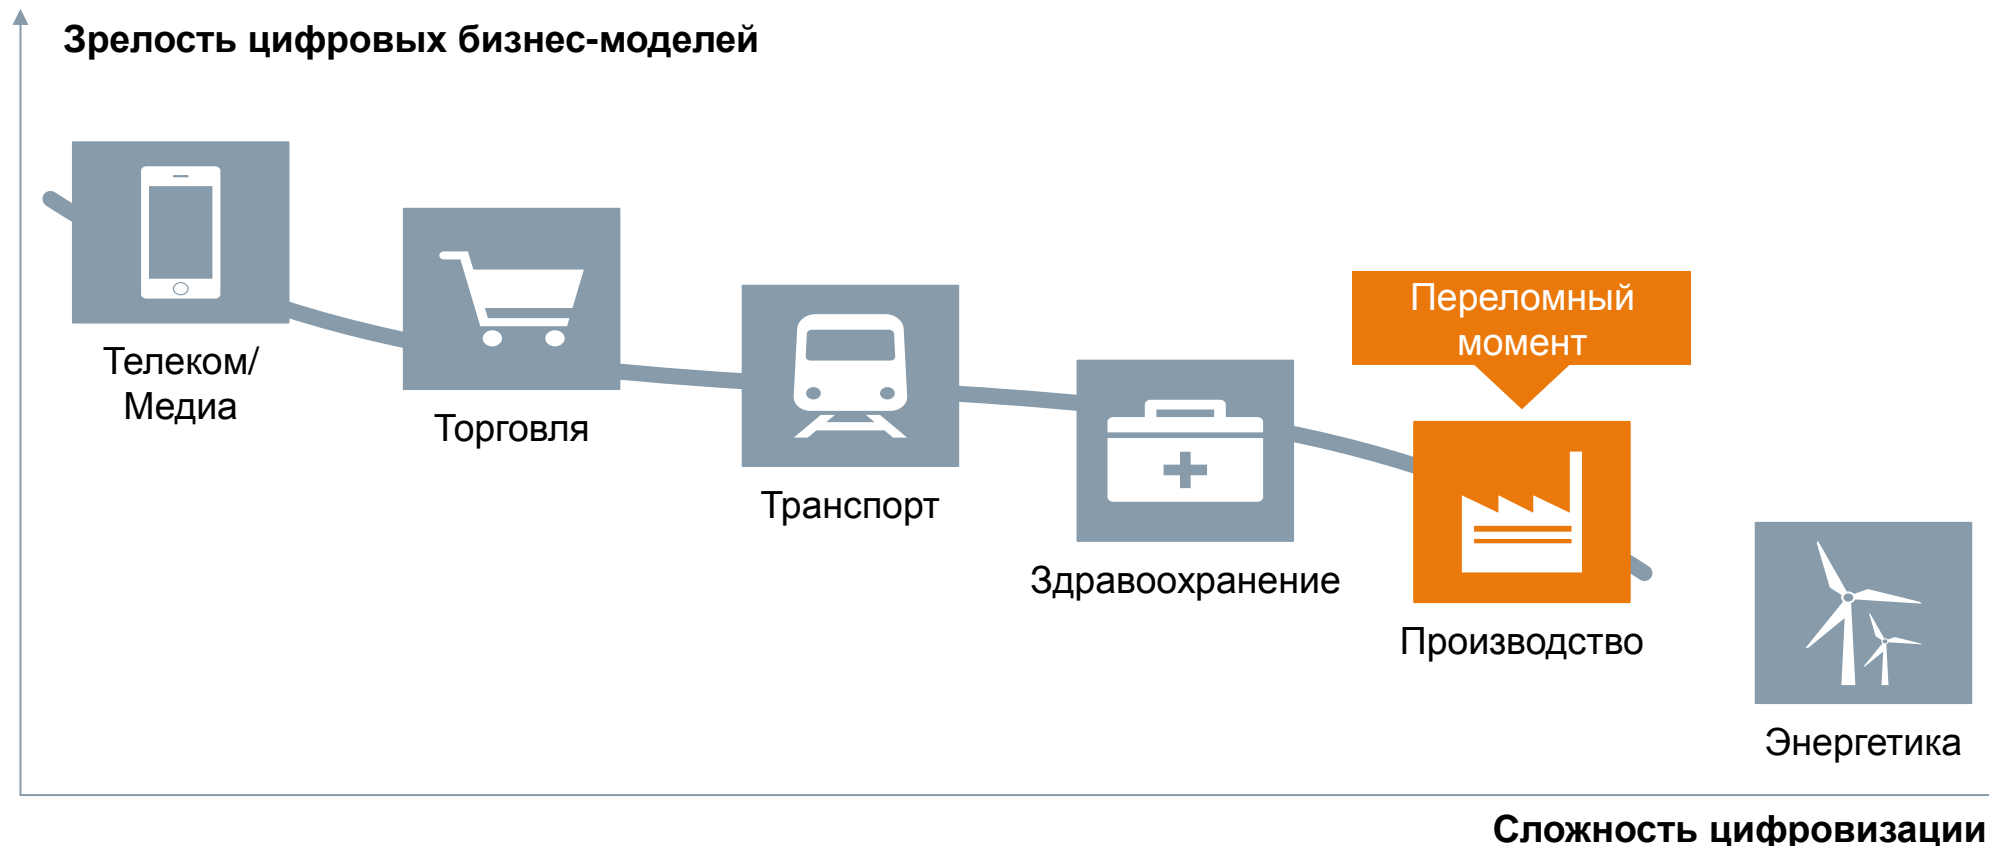 Зрелость цифровых бизнес-моделей
Телеком/
Медиа
Торговля
Транспорт
Здравоохранение
Переломный
момент
Производство
Энергетика
Сложность цифровизации